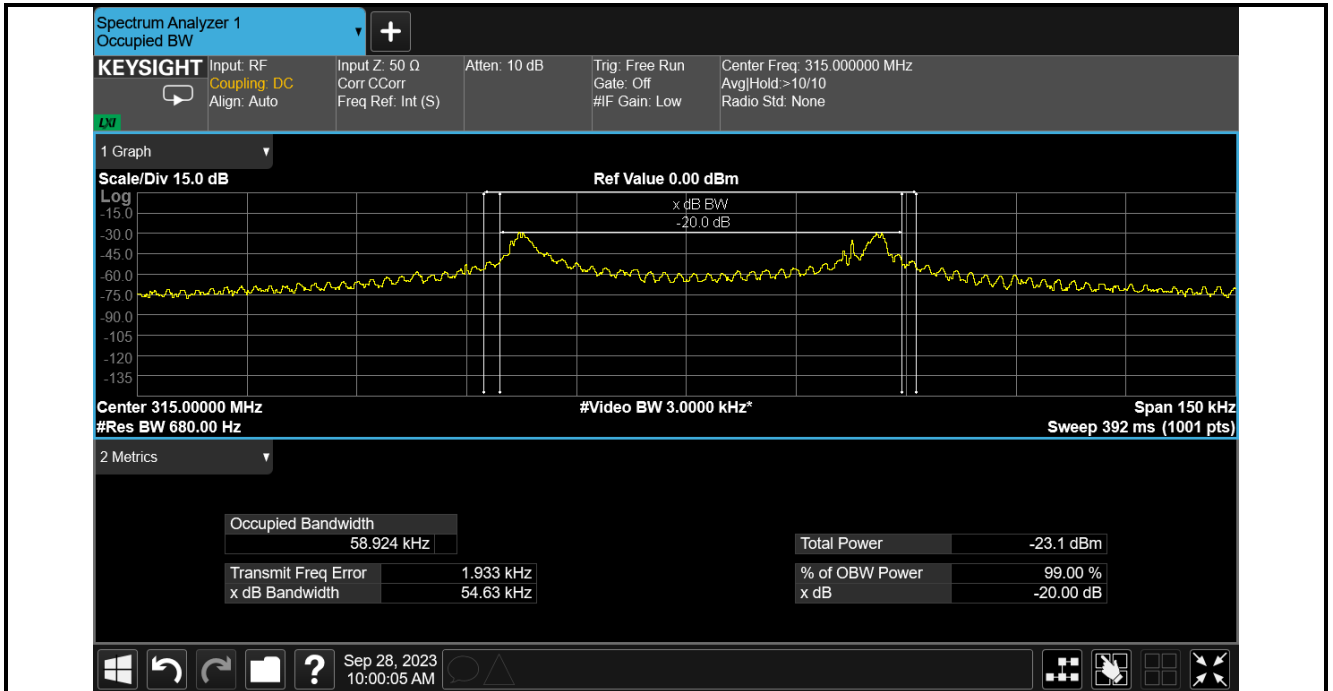 Spectrum Analyzer 1
Occupied BW
KEYSIGHT
LXI
Input: RF
Coupling: DC
Align: Auto
Input Z: 50 Ω
Corr CCorr
Freq Ref: Int (S)
Atten: 10 dB
Trig: Free Run
Gate: Off
#IF Gain: Low
Center Freq: 315.000000 MHz
Avg|Hold:>10/10
Radio Std: None
1 Graph
Scale/Div 15.0 dB
Ref Value 0.00 dBm
Log
x dB BW
-20.0 dB
-15.0
-30.0
-45.0
-60.0
-75.0
-90.0
-105
-120
-135
Center 315.00000 MHz
#Video BW 3.0000 kHz*
Span 150 kHz
#Res BW 680.00 Hz
Sweep 392 ms (1001 pts)
2 Metrics
Occupied Bandwidth
58.924 kHz
Transmit Freq Error 1.933 kHz
x dB Bandwidth 54.63 kHz
Total Power -23.1 dBm
% of OBW Power 99.00 %
x dB -20.00 dB
?
Sep 28, 2023
10:00:05 AM